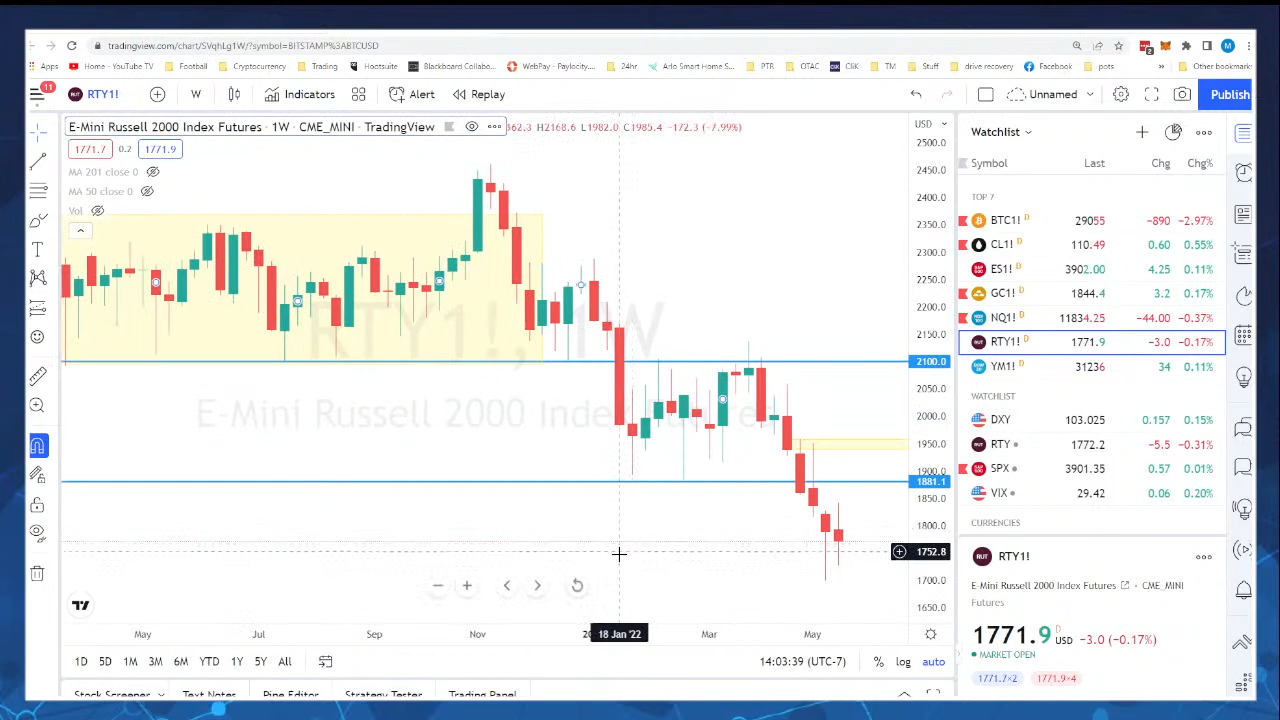 tradingview.com/chart/SVqhLg1W/?symbol=BITSTAMP%3ABTCUSD
Apps Home - YouTube TV Football Cryptocurrency Trading Hootsuite Blackboard Collabo... WebPay Paylocity... 24hr Arlo Smart Home S... PTR OTAC CliK TM Stuff drive recovery Facebook pots » Other bookmarks
11 RTY1! W Indicators Alert Replay Unnamed Publish
E-Mini Russell 2000 Index Futures · 1W · CME_MINI · TradingView L1982.0 C1985.4 −172.3 (−7.99%)
USD
1771.7 0.2 1771.9
MA 201 close 0
MA 50 close 0
Vol
RTY1!, 1W
E-Mini Russell 2000 Index Futures
2500.0
2450.0
2400.0
2350.0
2300.0
2250.0
2200.0
2150.0
2100.0
2050.0
2000.0
1950.0
1900.0
1881.1
1850.0
1800.0
1752.8
1700.0
1650.0
May Jul Sep Nov 18 Jan '22 Mar May
1D 5D 1M 3M 6M YTD 1Y 5Y All 14:03:39 (UTC-7) % log auto
Stock Screener Text Notes Pine Editor Strategy Tester Trading Panel
Watchlist
Symbol Last Chg Chg%
TOP 7
BTC1! D 29055 −890 −2.97%
CL1! D 110.49 0.60 0.55%
ES1! D 3902.00 4.25 0.11%
GC1! D 1844.4 3.2 0.17%
NQ1! D 11834.25 −44.00 −0.37%
RTY1! D 1771.9 −3.0 −0.17%
YM1! D 31236 34 0.11%
WATCHLIST
DXY 103.025 0.157 0.15%
RTY 1772.2 −5.5 −0.31%
SPX 3901.35 0.57 0.01%
VIX 29.42 0.06 0.20%
CURRENCIES
RTY1!
E-Mini Russell 2000 Index Futures · CME_MINI
Futures
1771.9 D USD −3.0 (−0.17%)
MARKET OPEN
1771.7×2 1771.9×4